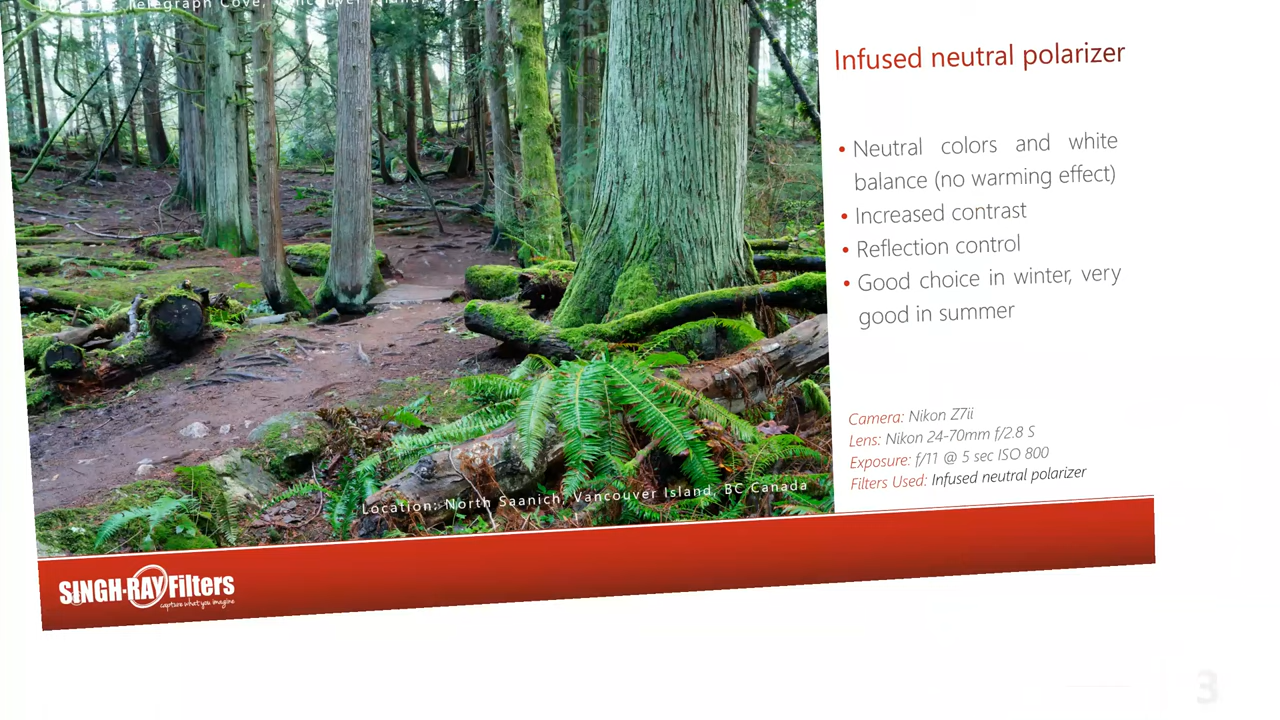 Telegraph Cove, Vancouver Island,
Infused neutral polarizer
• Neutral colors and white
balance (no warming effect)
• Increased contrast
• Reflection control
• Good choice in winter, very
good in summer
Camera: Nikon Z7ii
Lens: Nikon 24-70mm f/2.8 S
Exposure: f/11 @ 5 sec ISO 800
Filters Used: Infused neutral polarizer
Location: North Saanich, Vancouver Island, BC Canada
SINGH-RAY Filters
capture what you imagine
3